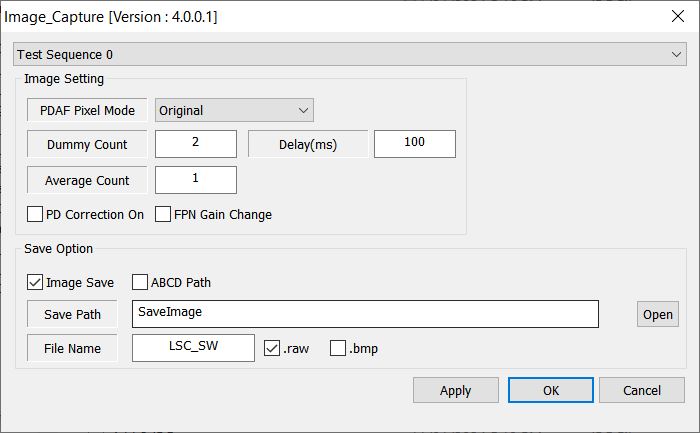 Image_Capture [Version : 4.0.0.1]
Test Sequence 0
Image Setting
PDAF Pixel Mode Original
Dummy Count 2 Delay(ms) 100
Average Count 1
PD Correction On FPN Gain Change
Save Option
Image Save ABCD Path
Save Path SaveImage Open
File Name LSC_SW .raw .bmp
Apply OK Cancel